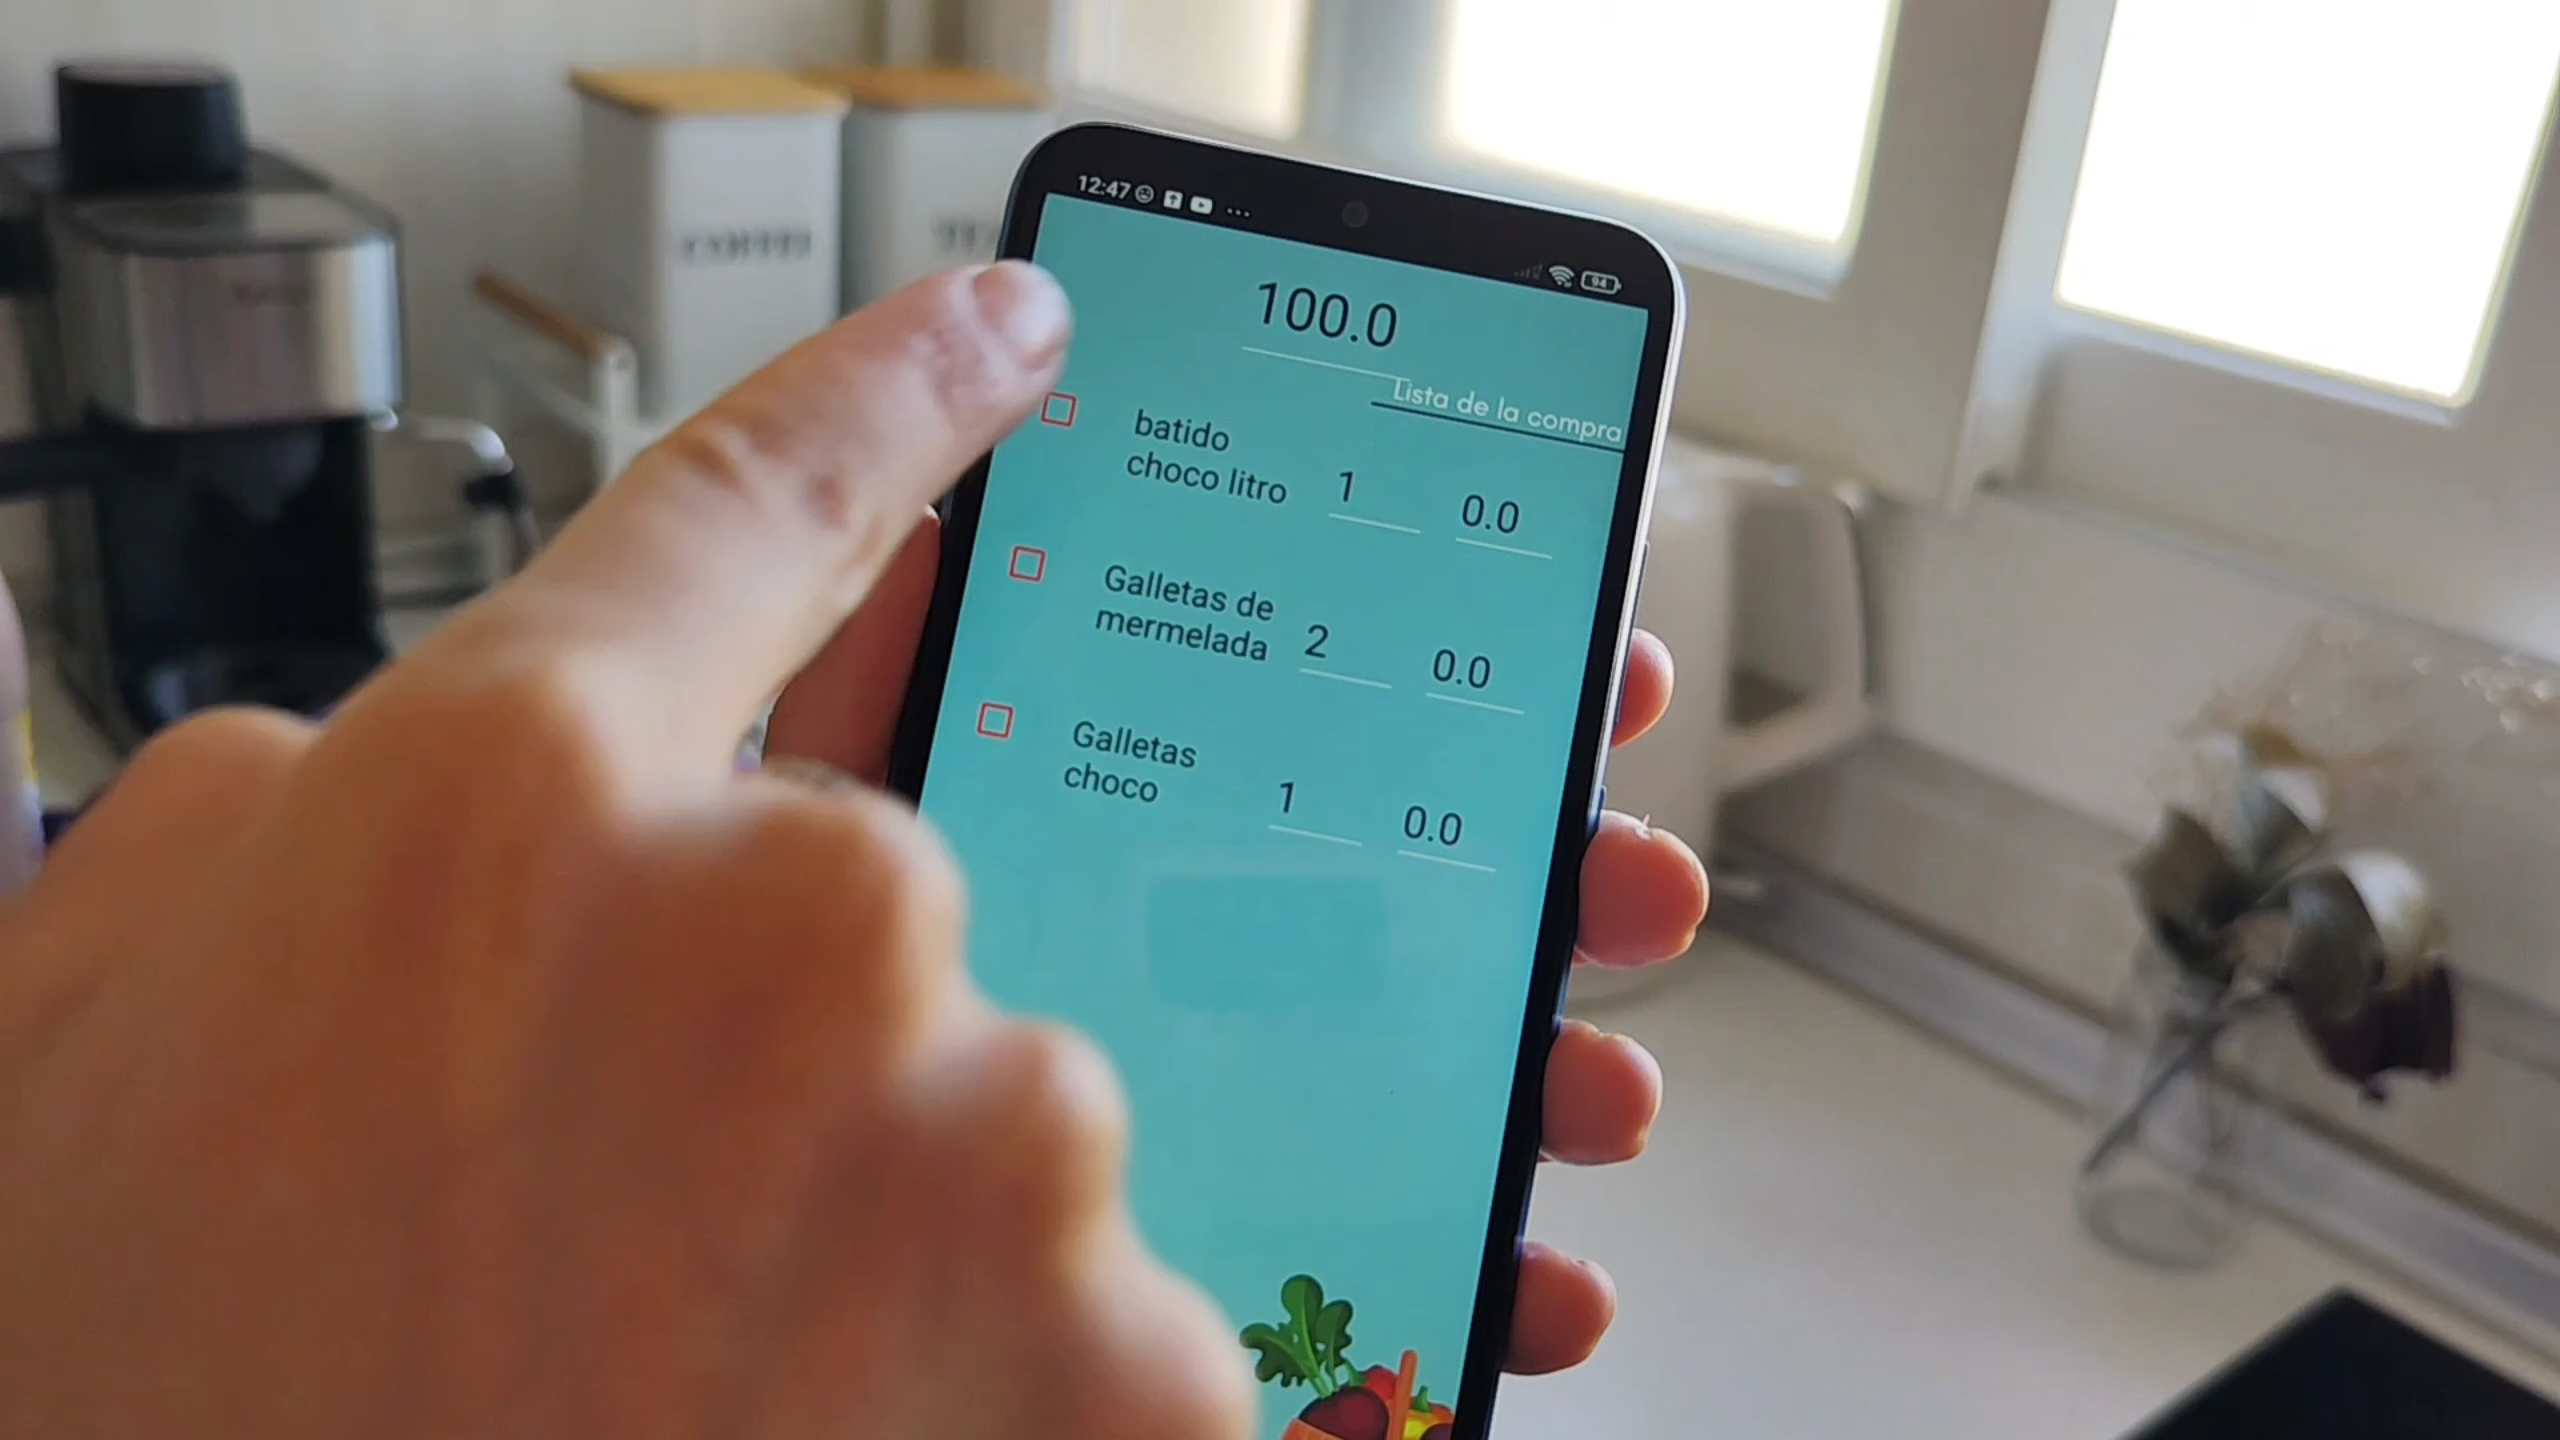 12:47
94
100.0
Lista de la compra
batido
choco litro 1 0.0
Galletas de
mermelada 2 0.0
Galletas
choco 1 0.0
COFFEE